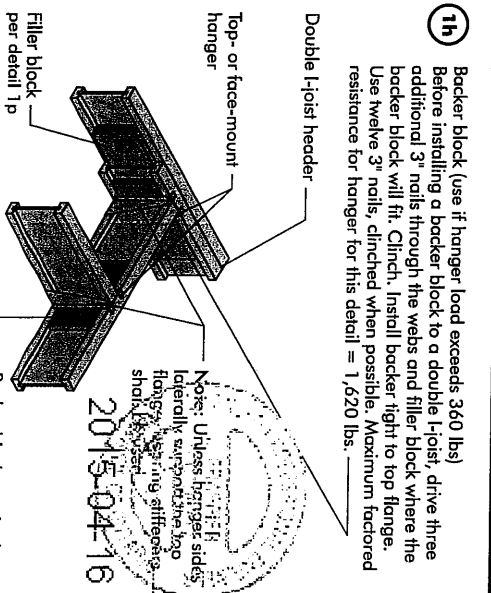 1h
Backer block (use if hanger load exceeds 360 lbs)
Before installing a backer block to a double I-joist, drive three
additional 3" nails through the webs and filler block where the
backer block will fit. Clinch. Install backer tight to top flange.
Use twelve 3" nails, clinched when possible. Maximum factored
resistance for hanger for this detail = 1,620 lbs.
Double I-joist header
Top- or face-mount
hanger
Filler block
per detail 1p
Note: Unless hanger sides
laterally support the top
flange, bearing stiffeners
shall be used.
2015-04-16